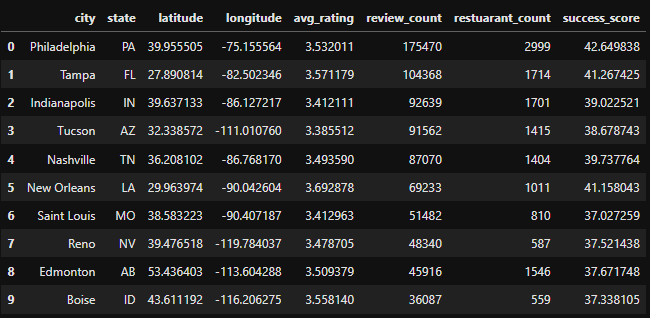 city state latitude longitude avg_rating review_count restuarant_count success_score
0 Philadelphia PA 39.955505 -75.155564 3.532011 175470 2999 42.649838
1 Tampa FL 27.890814 -82.502346 3.571179 104368 1714 41.267425
2 Indianapolis IN 39.637133 -86.127217 3.412111 92639 1701 39.022521
3 Tucson AZ 32.338572 -111.010760 3.385512 91562 1415 38.678743
4 Nashville TN 36.208102 -86.768170 3.493590 87070 1404 39.737764
5 New Orleans LA 29.963974 -90.042604 3.692878 69233 1011 41.158043
6 Saint Louis MO 38.583223 -90.407187 3.412963 51482 810 37.027259
7 Reno NV 39.476518 -119.784037 3.478705 48340 587 37.521438
8 Edmonton AB 53.436403 -113.604288 3.509379 45916 1546 37.671748
9 Boise ID 43.611192 -116.206275 3.558140 36087 559 37.338105